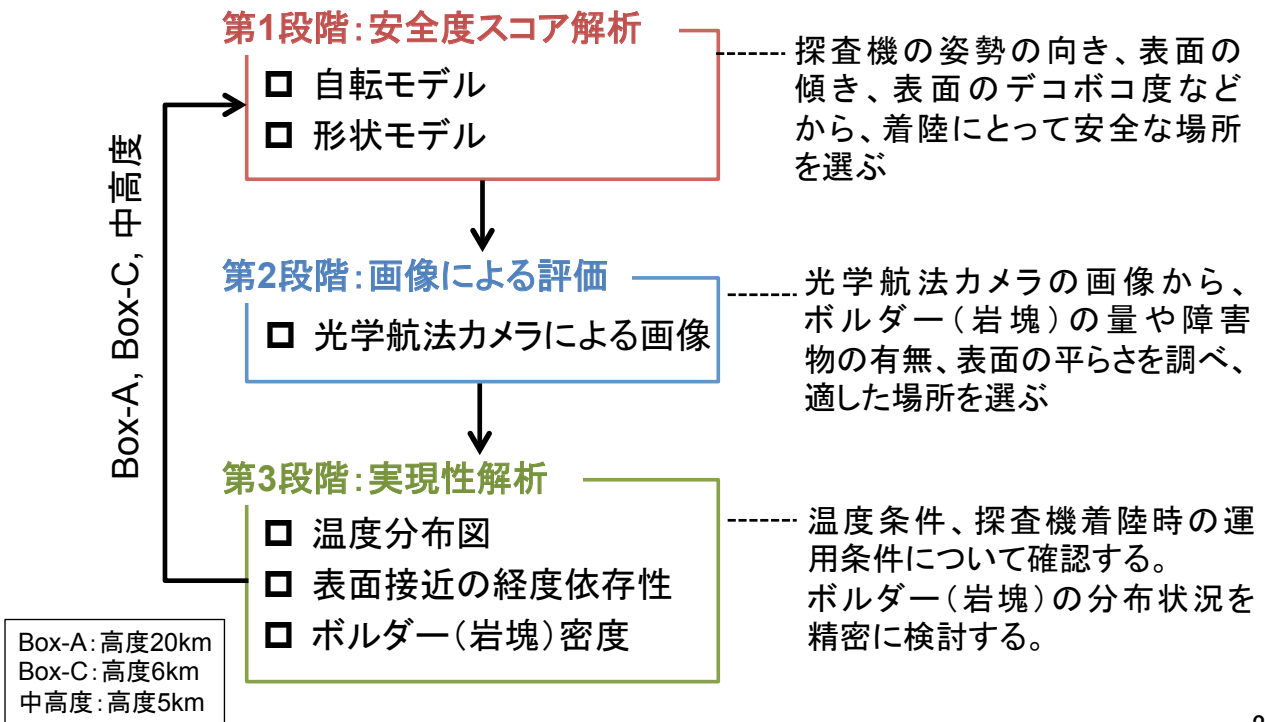 第1段階：安全度スコア解析
自転モデル
形状モデル
探査機の姿勢の向き、表面の
傾き、表面のデコボコ度など
から、着陸にとって安全な場所
を選ぶ
Box-A, Box-C, 中高度
第2段階：画像による評価
光学航法カメラによる画像
光学航法カメラの画像から、
ボルダー（岩塊）の量や障害
物の有無、表面の平らさを調べ、
適した場所を選ぶ
第3段階：実現性解析
温度分布図
表面接近の経度依存性
ボルダー（岩塊）密度
温度条件、探査機着陸時の運
用条件について確認する。
ボルダー（岩塊）の分布状況を
精密に検討する。
Box-A：高度20km
Box-C：高度6km
中高度：高度5km